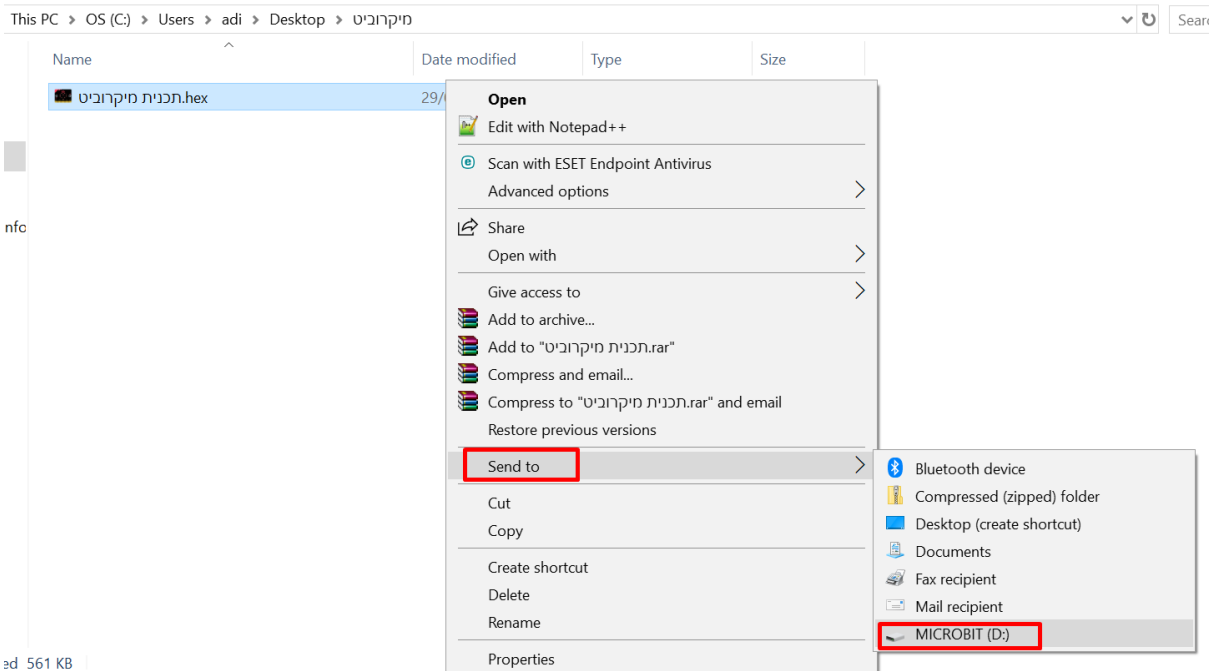 This PC > OS (C:) > Users > adi > Desktop > מיקרוביט
Sear
Name Date modified Type Size
תכנית מיקרוביט.hex 29/
Open
Edit with Notepad++
Scan with ESET Endpoint Antivirus
Advanced options
nfo
Share
Open with
Give access to
Add to archive...
Add to "תכנית מיקרוביט.rar"
Compress and email...
Compress to "תכנית מיקרוביט.rar" and email
Restore previous versions
Send to
Cut
Copy
Create shortcut
Delete
Rename
Properties
Bluetooth device
Compressed (zipped) folder
Desktop (create shortcut)
Documents
Fax recipient
Mail recipient
MICROBIT (D:)
ed 561 KB